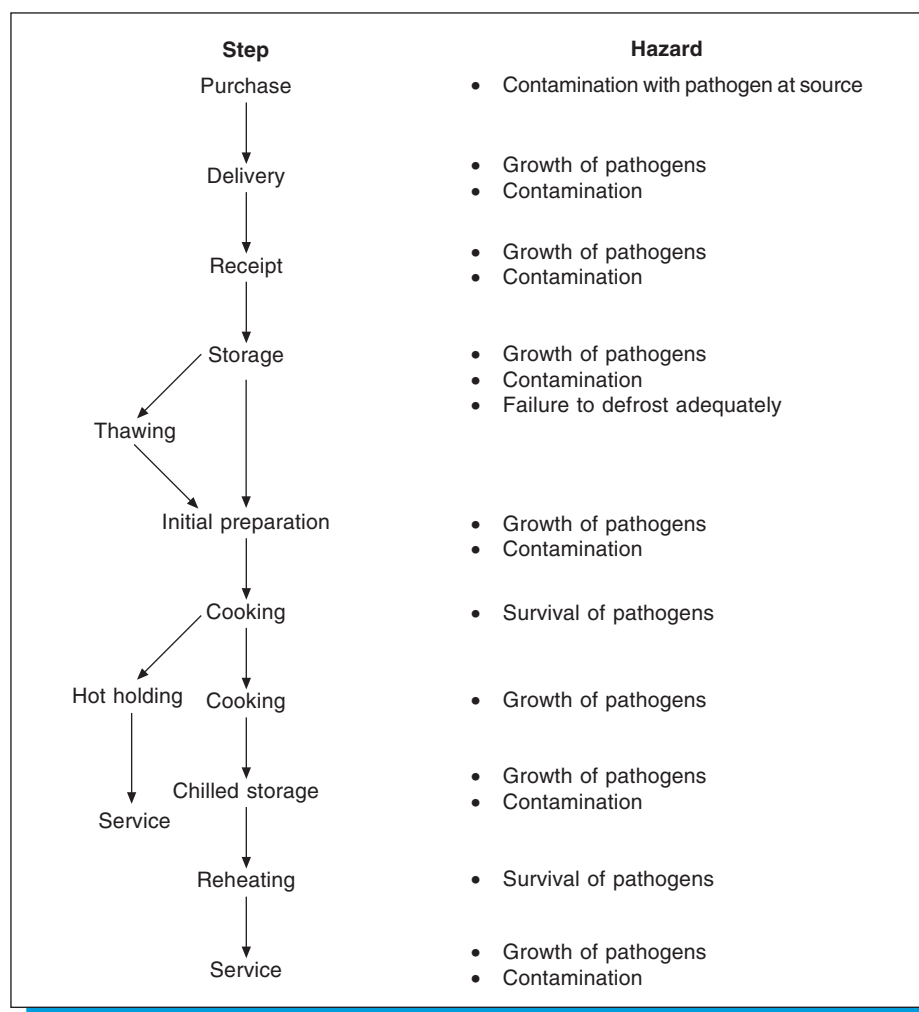 Step Hazard
Purchase • Contamination with pathogen at source
Delivery • Growth of pathogens
• Contamination
Receipt • Growth of pathogens
• Contamination
Storage • Growth of pathogens
• Contamination
• Failure to defrost adequately
Thawing
Initial preparation • Growth of pathogens
• Contamination
Cooking • Survival of pathogens
Hot holding Cooking • Growth of pathogens
Chilled storage • Growth of pathogens
• Contamination
Service
Reheating • Survival of pathogens
Service • Growth of pathogens
• Contamination